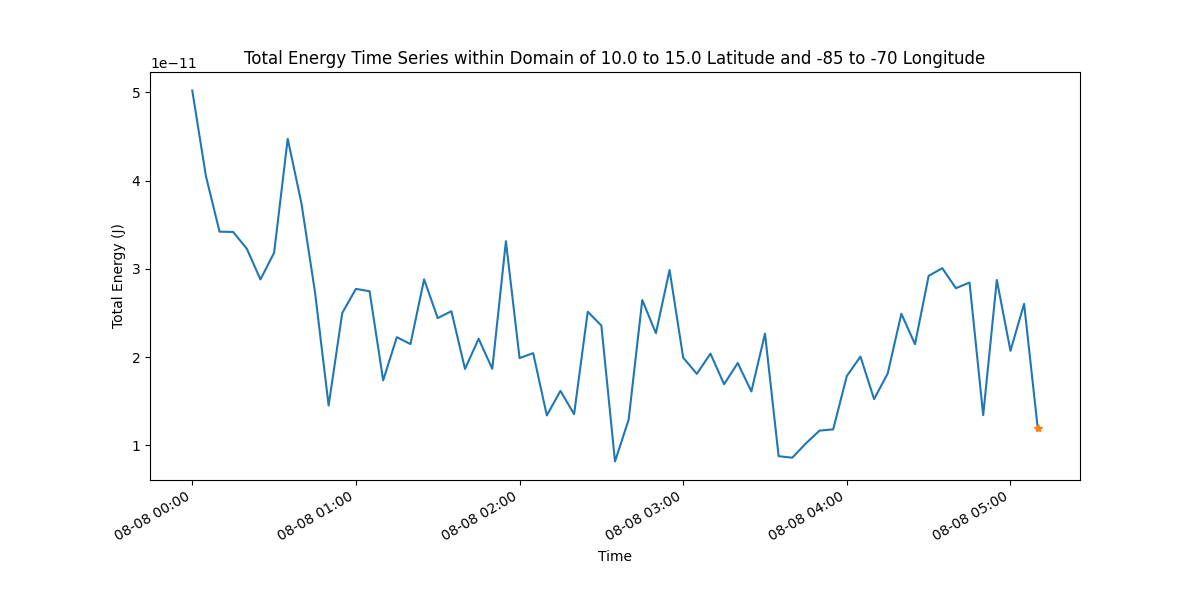 Total Energy Time Series within Domain of 10.0 to 15.0 Latitude and -85 to -70 Longitude
1e−11
5
4
3
2
1
Total Energy (J)
08-08 00:00
08-08 01:00
08-08 02:00
08-08 03:00
08-08 04:00
08-08 05:00
Time